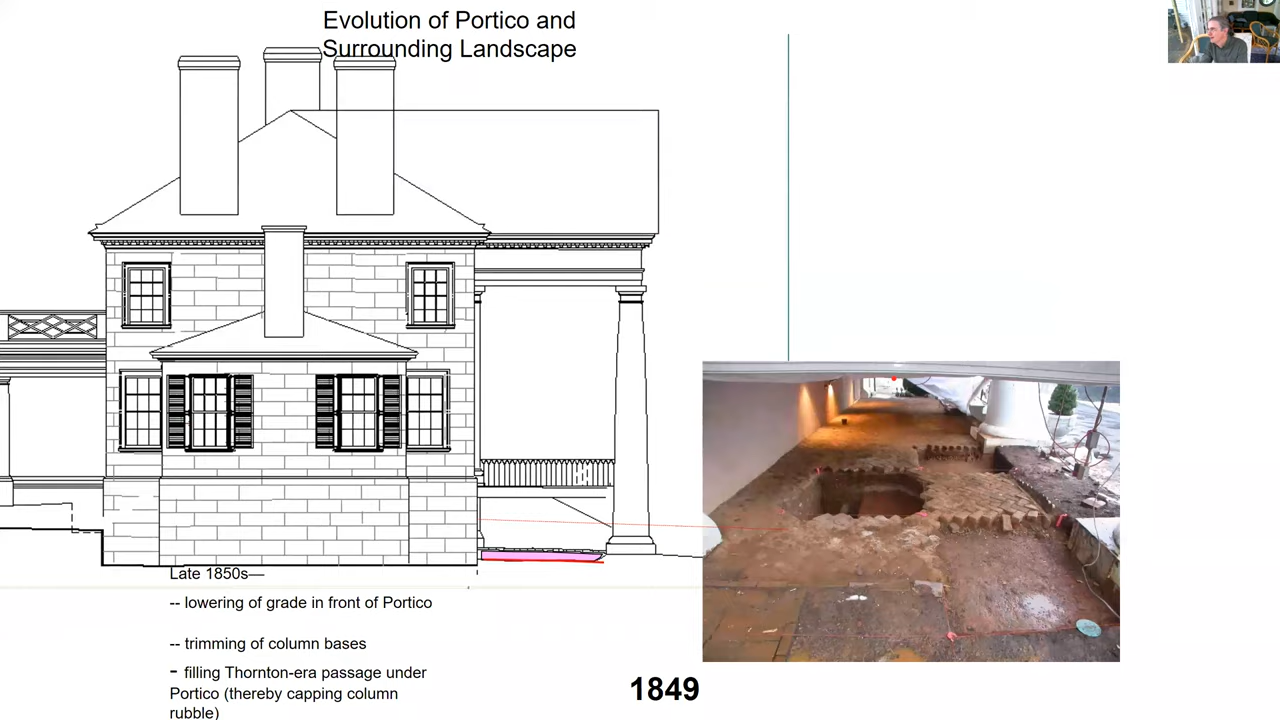 Evolution of Portico and
Surrounding Landscape
Late 1850s—
-- lowering of grade in front of Portico
-- trimming of column bases
- filling Thornton-era passage under
Portico (thereby capping column
rubble)
1849